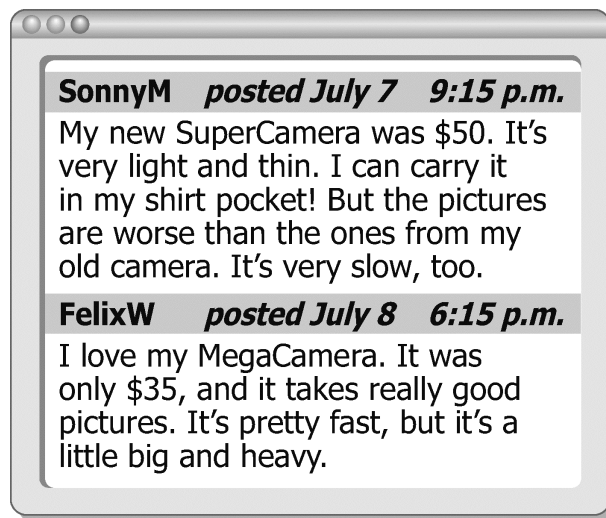 SonnyM posted July 7 9:15 p.m.
My new SuperCamera was $50. It’s
very light and thin. I can carry it
in my shirt pocket! But the pictures
are worse than the ones from my
old camera. It’s very slow, too.
FelixW posted July 8 6:15 p.m.
I love my MegaCamera. It was
only $35, and it takes really good
pictures. It’s pretty fast, but it’s a
little big and heavy.